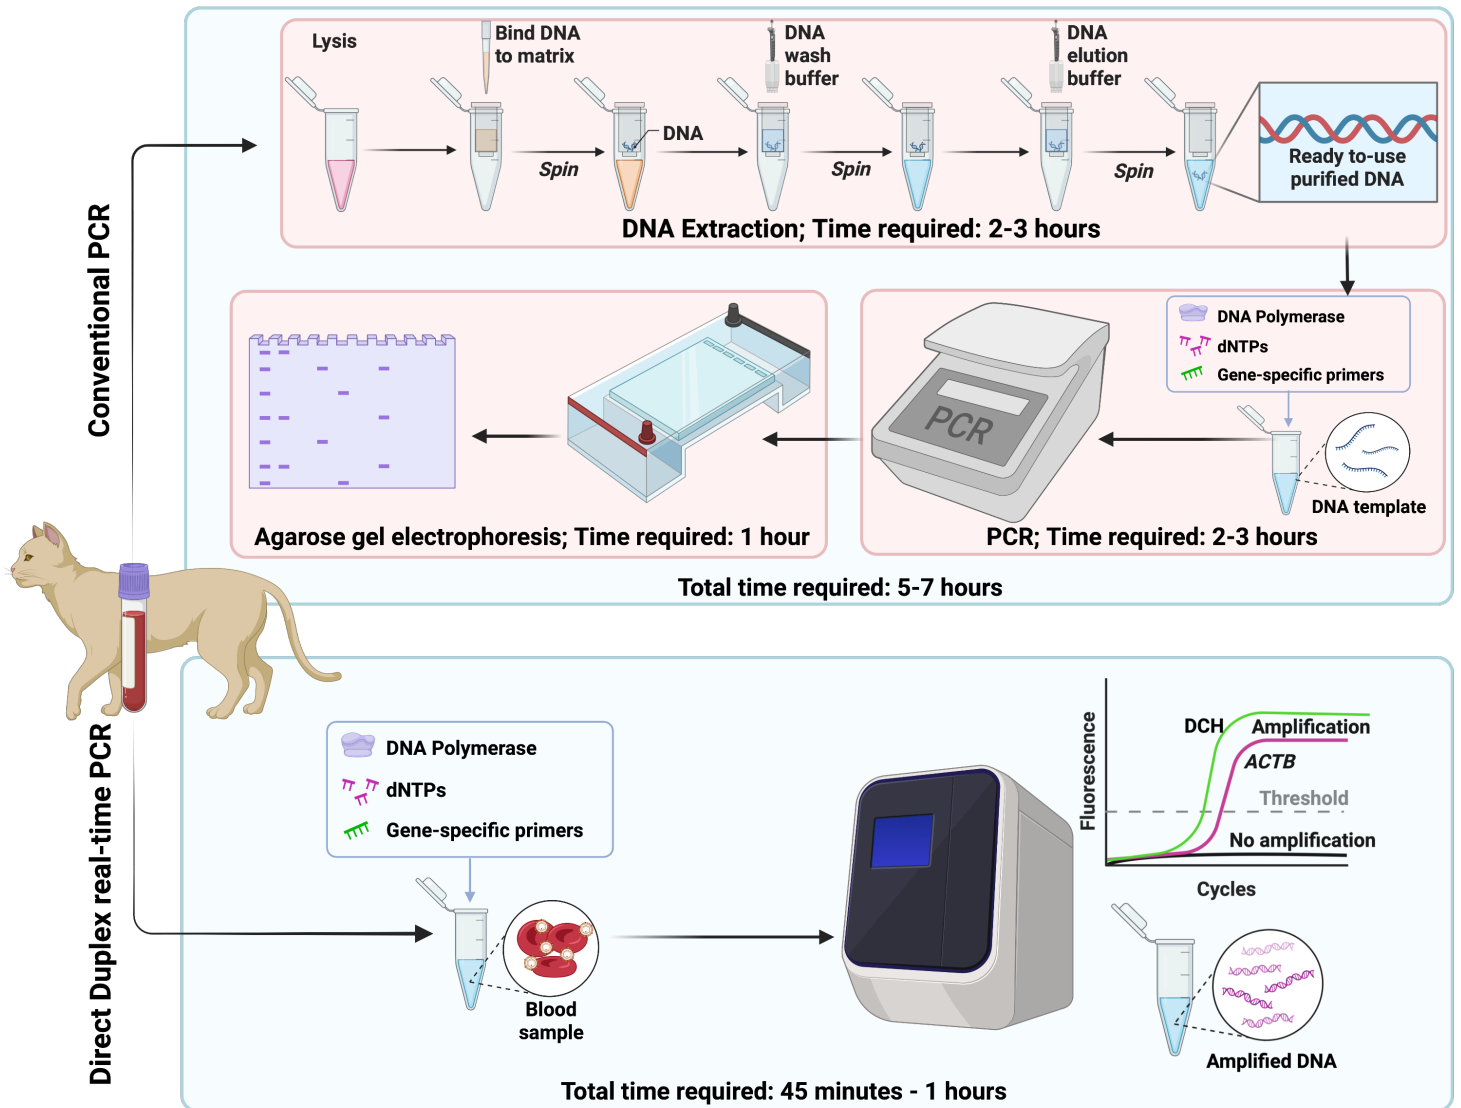 Conventional PCR
Lysis
Bind DNA
to matrix
DNA
wash
buffer
DNA
elution
buffer
DNA
Spin
Spin
Spin
Ready to-use
purified DNA
DNA Extraction; Time required: 2-3 hours
DNA Polymerase
dNTPs
Gene-specific primers
PCR
DNA template
PCR; Time required: 2-3 hours
Agarose gel electrophoresis; Time required: 1 hour
Total time required: 5-7 hours
Direct Duplex real-time PCR
DNA Polymerase
dNTPs
Gene-specific primers
Blood
sample
Fluorescence
DCH
Amplification
ACTB
Threshold
No amplification
Cycles
Amplified DNA
Total time required: 45 minutes - 1 hours